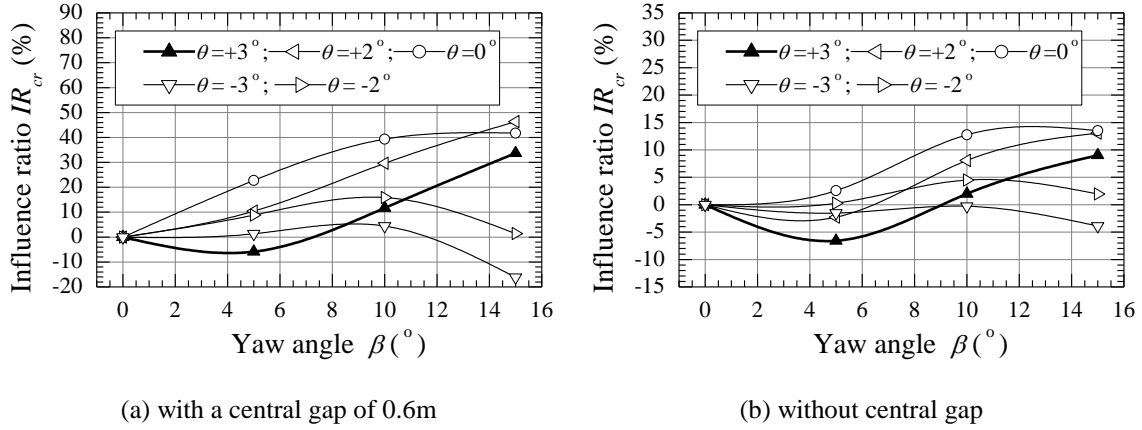 90
80
70
60
50
40
30
20
10
0
-10
-20
Influence ratio IR_cr (%)
θ=+3°; θ=+2°; θ=0°
θ= -3°; θ= -2°
0 2 4 6 8 10 12 14 16
Yaw angle β(°)
(a) with a central gap of 0.6m
35
30
25
20
15
10
5
0
-5
-10
-15
Influence ratio IR_cr (%)
θ=+3°; θ=+2°; θ=0°
θ= -3°; θ= -2°
0 2 4 6 8 10 12 14 16
Yaw angle β(°)
(b) without central gap